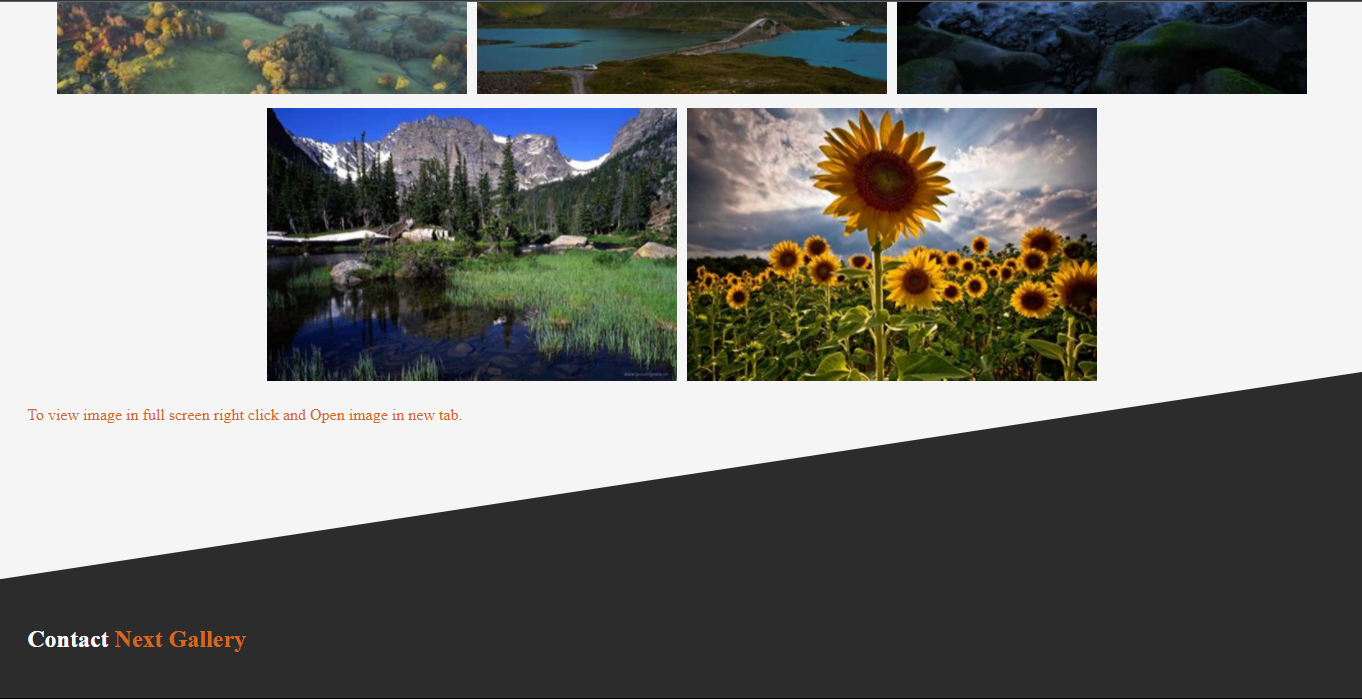 To view image in full screen right click and Open image in new tab.
Contact Next Gallery